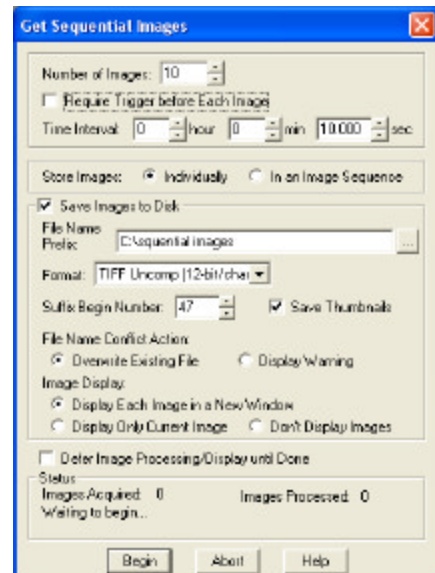 Get Sequential Images
Number of Images: 10
Require Trigger before Each Image
Time Interval: 0 hour 0 min 10.000 sec
Store Images: Individually In an Image Sequence
Save Images to Disk
File Name
Prefix: C:\squential images ...
Format: TIFF Uncomp (12-bit/chan
Suffix Begin Number: 47 Save Thumbnails
File Name Conflict Action:
Overwrite Existing File Display Warning
Image Display:
Display Each Image in a New Window
Display Only Current Image Don't Display Images
Defer Image Processing/Display until Done
Status
Images Acquired: 0 Images Processed: 0
Waiting to begin...
Begin Abort Help